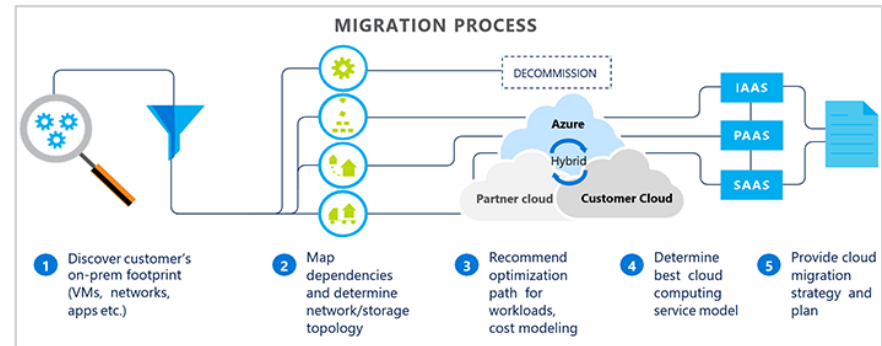 MIGRATION PROCESS
DECOMMISSION
IAAS
Azure
PAAS
Hybrid
Partner cloud
Customer Cloud
SAAS
1
Discover customer's
on-prem footprint
(VMs, networks,
apps etc.)
2
Map
dependencies
and determine
network/storage
topology
3
Recommend
optimization
path for
workloads,
cost modeling
4
Determine
best cloud
computing
service model
5
Provide cloud
migration
strategy and
plan